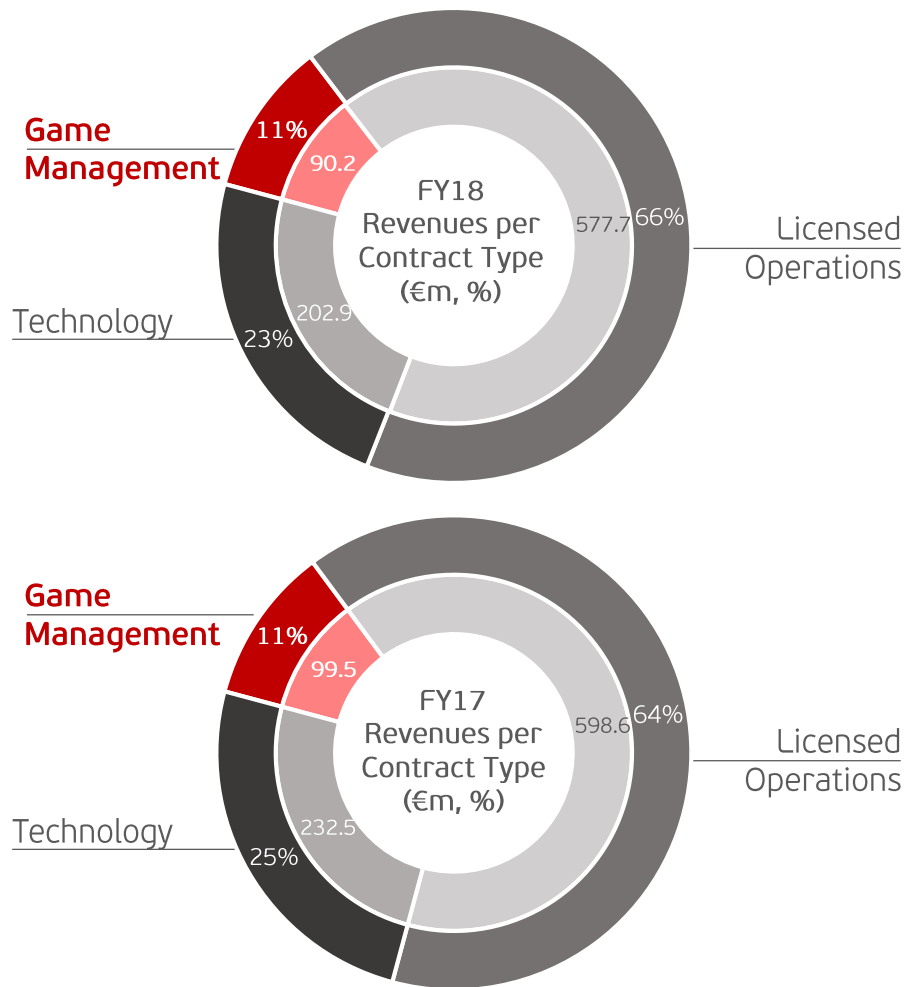 Game
Management
11%
90.2
FY18
Revenues per
Contract Type
(€m, %)
577.7
66%
Licensed
Operations
Technology
202.9
23%
Game
Management
11%
99.5
FY17
Revenues per
Contract Type
(€m, %)
598.6
64%
Licensed
Operations
Technology
232.5
25%